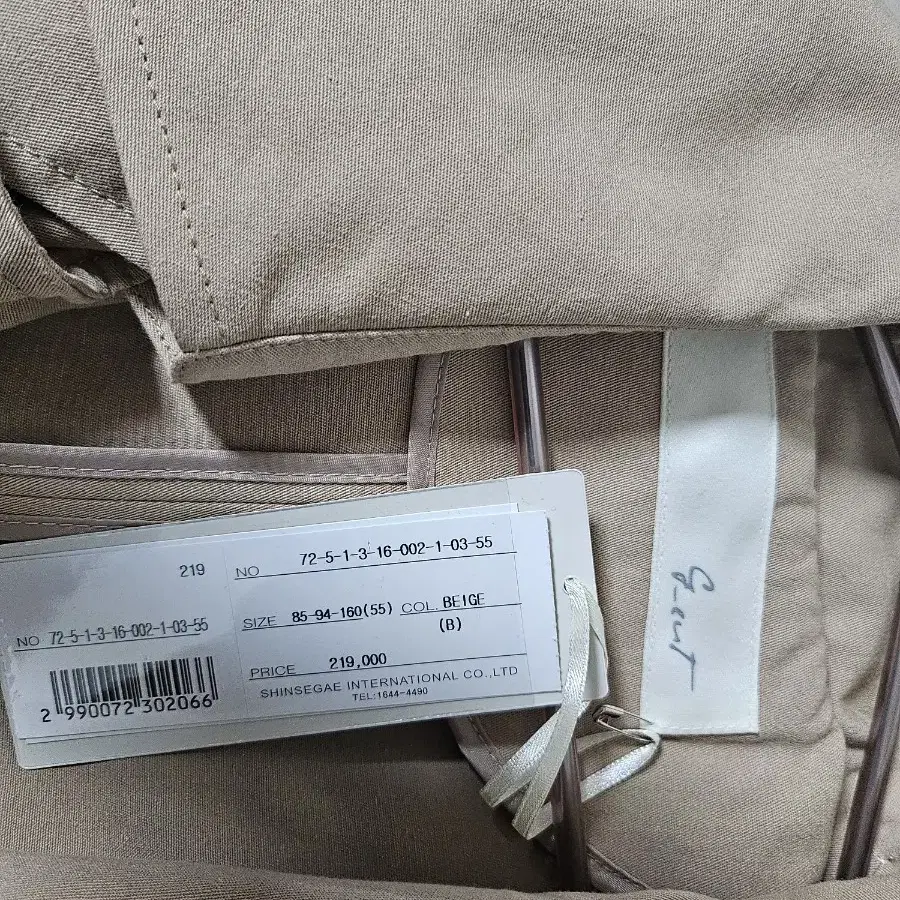 219
NO 72-5-1-3-16-002-1-03-55
2 990072 302066
NO 72-5-1-3-16-002-1-03-55
SIZE 85-94-160(55) COL. BEIGE
(B)
PRICE 219,000
SHINSEGAE INTERNATIONAL CO.,LTD
TEL:1644-4490
g-cut